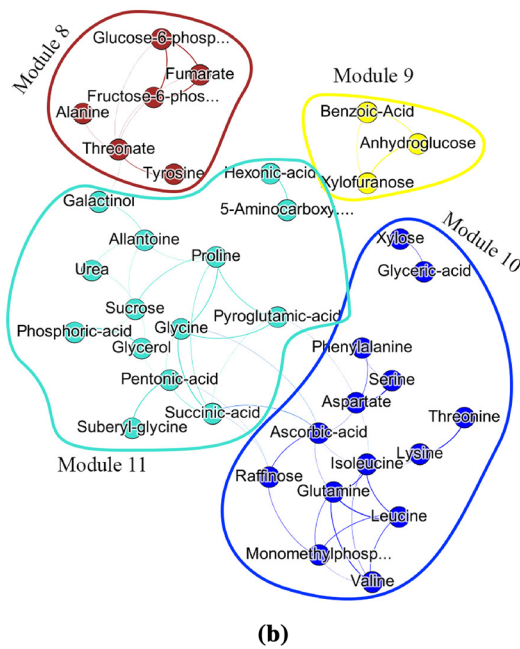 Module 8
Glucose-6-phosp...
Fumarate
Fructose-6-phos...
Alanine
Threonate
Tyrosine
Module 9
Benzoic-Acid
Anhydroglucose
Xylofuranose
Hexonic-acid
5-Aminocarboxy....
Galactinol
Allantoine
Urea
Proline
Sucrose
Phosphoric-acid
Glycine
Pyroglutamic-acid
Glycerol
Pentonic-acid
Succinic-acid
Suberyl-glycine
Module 11
Module 10
Xylose
Glyceric-acid
Phenylalanine
Serine
Aspartate
Threonine
Ascorbic-acid
Lysine
Isoleucine
Raffinose
Glutamine
Leucine
Monomethylphosp...
Valine
(b)